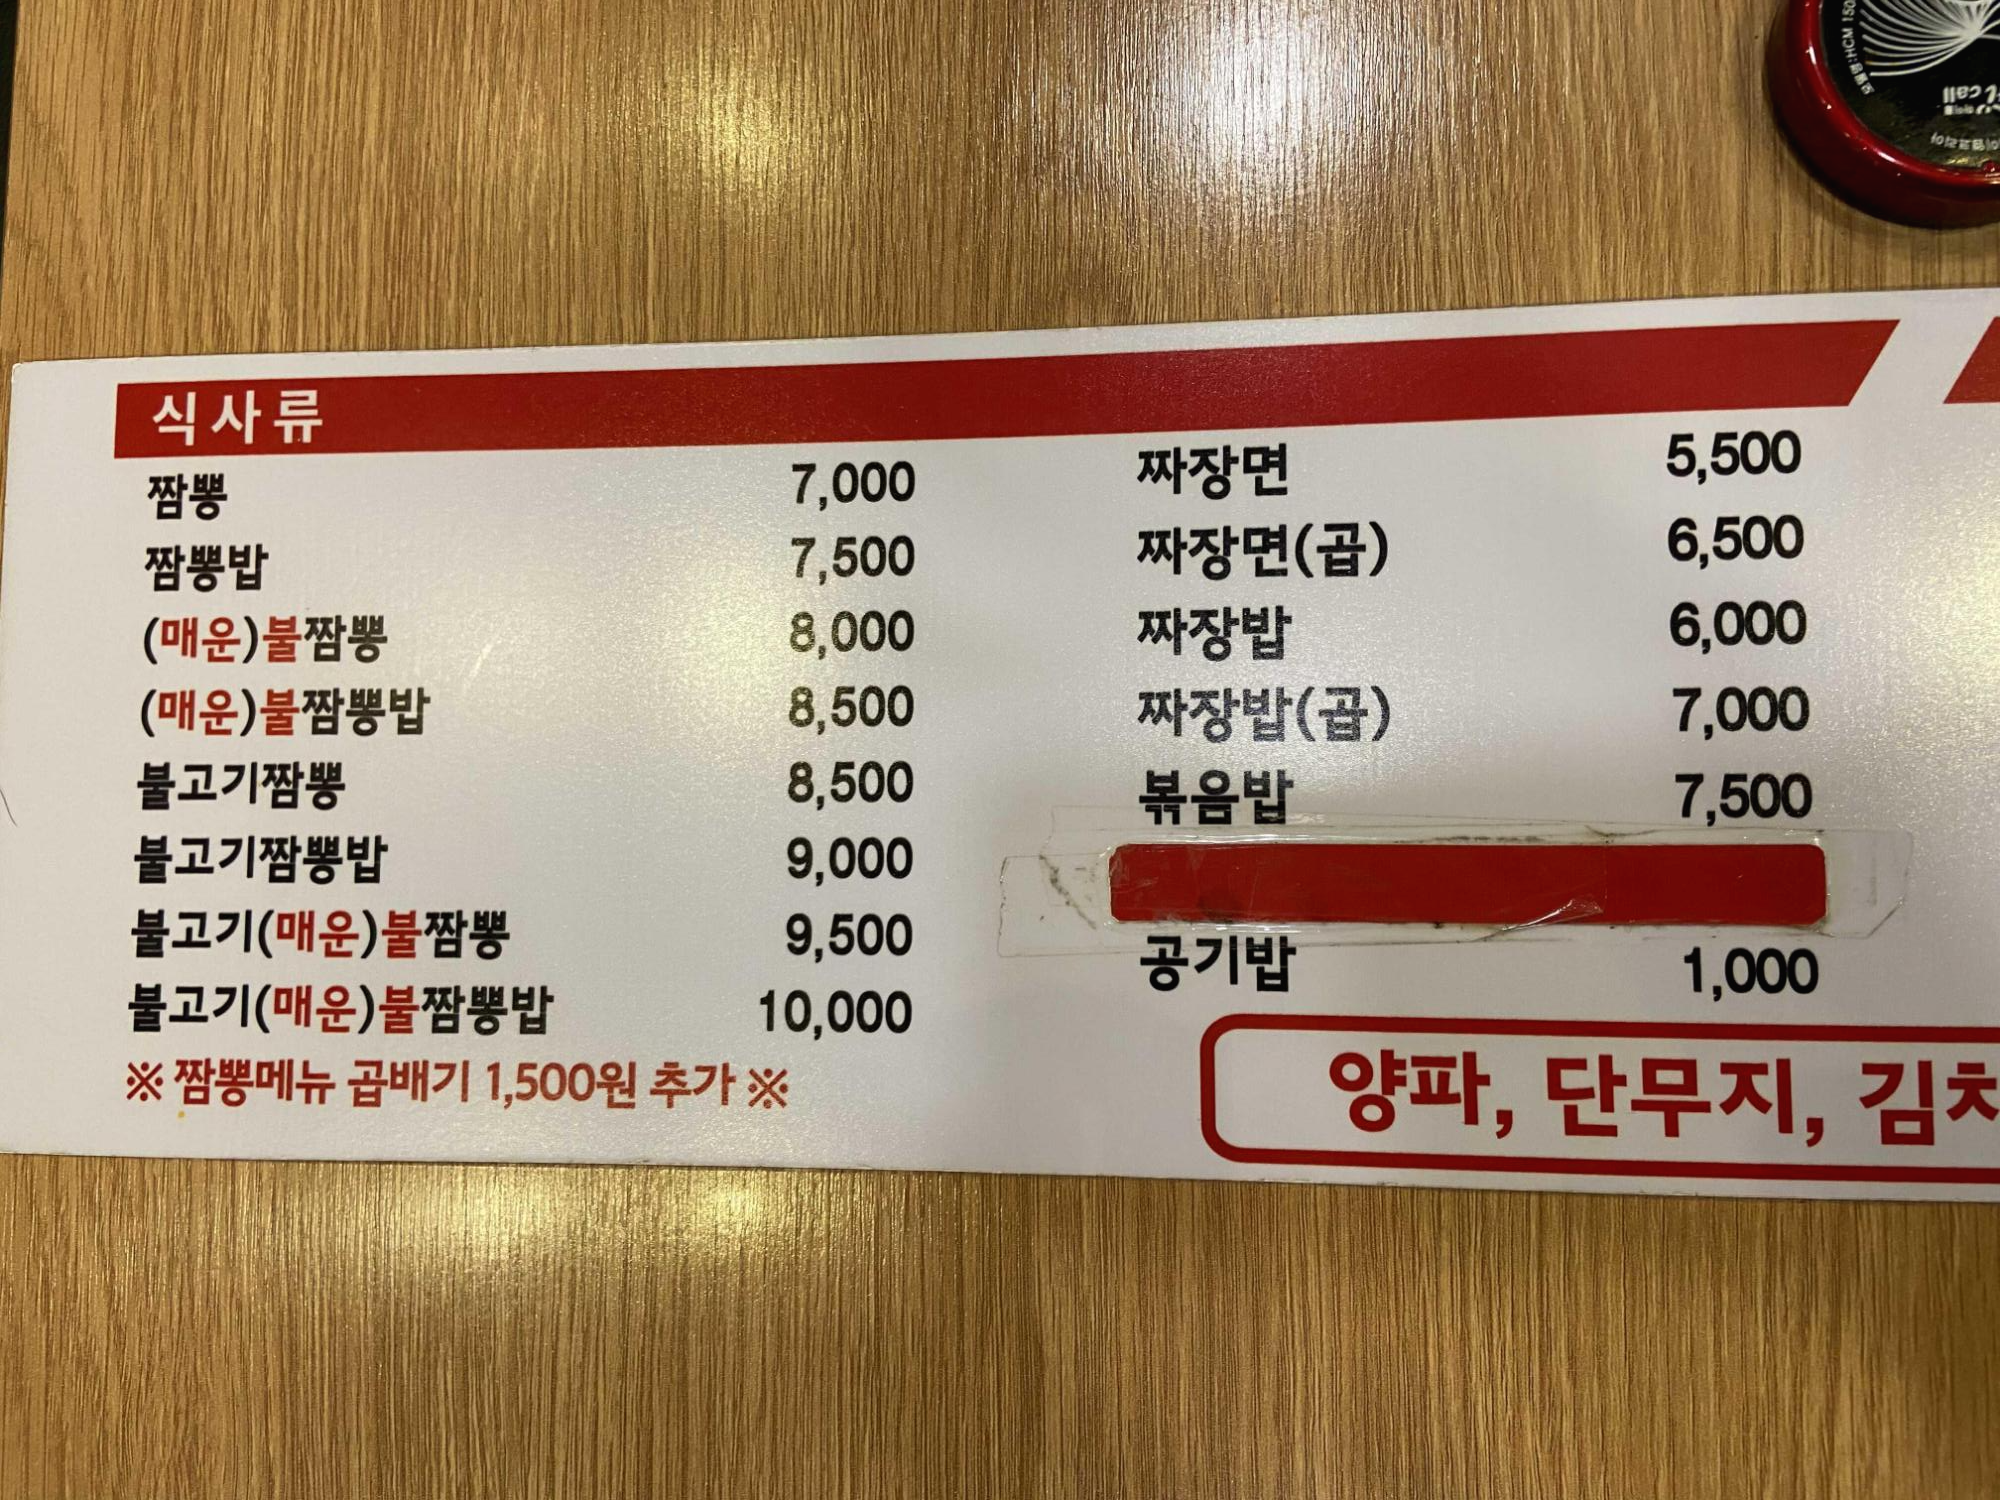 식사류
짬뽕 7,000
짬뽕밥 7,500
(매운)불짬뽕 8,000
(매운)불짬뽕밥 8,500
불고기짬뽕 8,500
불고기짬뽕밥 9,000
불고기(매운)불짬뽕 9,500
불고기(매운)불짬뽕밥 10,000
※ 짬뽕메뉴 곱배기 1,500원 추가 ※
짜장면 5,500
짜장면(곱) 6,500
짜장밥 6,000
짜장밥(곱) 7,000
볶음밥 7,500
공기밥 1,000
양파, 단무지,
call